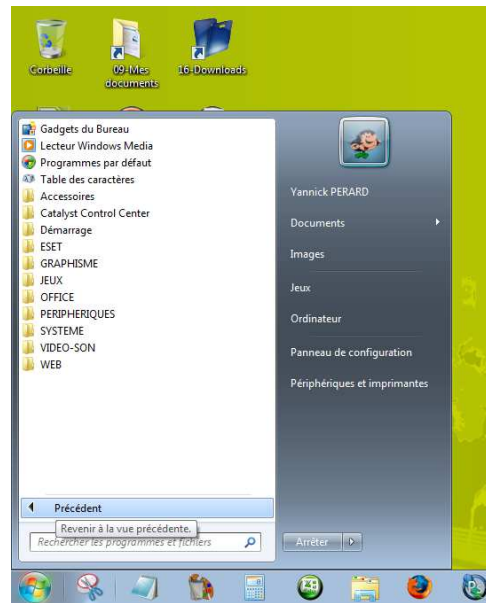 Corbeille
09-Mes documents
16-Downloads
Gadgets du Bureau
Lecteur Windows Media
Programmes par défaut
Table des caractères
Accessoires
Catalyst Control Center
Démarrage
ESET
GRAPHISME
JEUX
OFFICE
PERIPHERIQUES
SYSTEME
VIDEO-SON
WEB
Précédent
Revenir à la vue précédente.
Rechercher les programmes et fichiers
Yannick PERARD
Documents
Images
Jeux
Ordinateur
Panneau de configuration
Périphériques et imprimantes
Arrêter